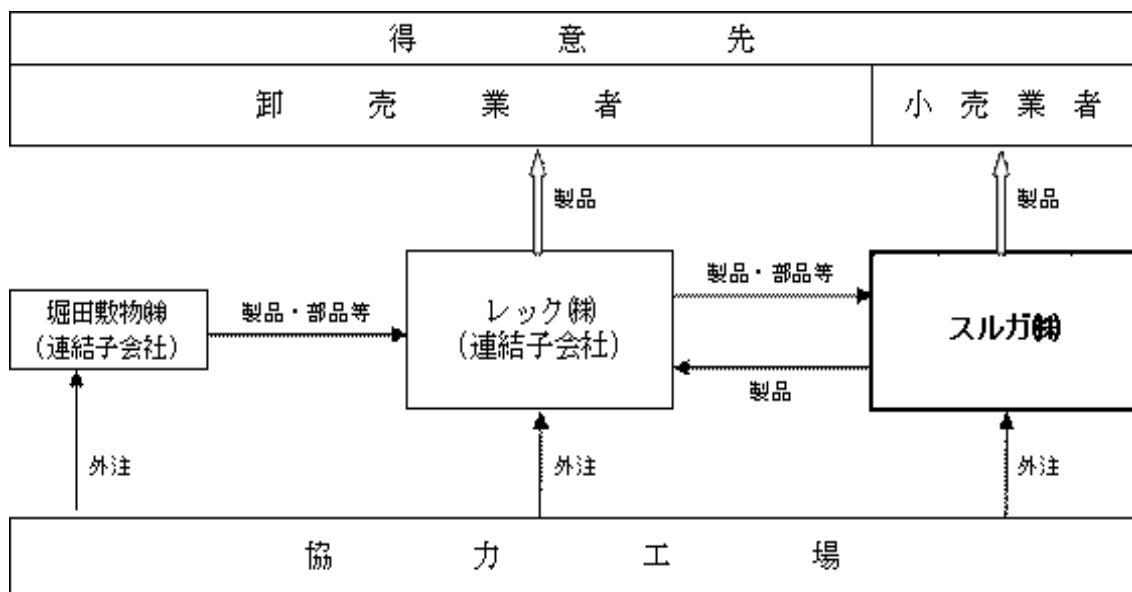 得意先
卸売業者
小売業者
製品
製品
堀田敷物㈱
(連結子会社)
製品・部品等
レック㈱
(連結子会社)
製品・部品等
製品
スルガ㈱
外注
外注
外注
協力工場